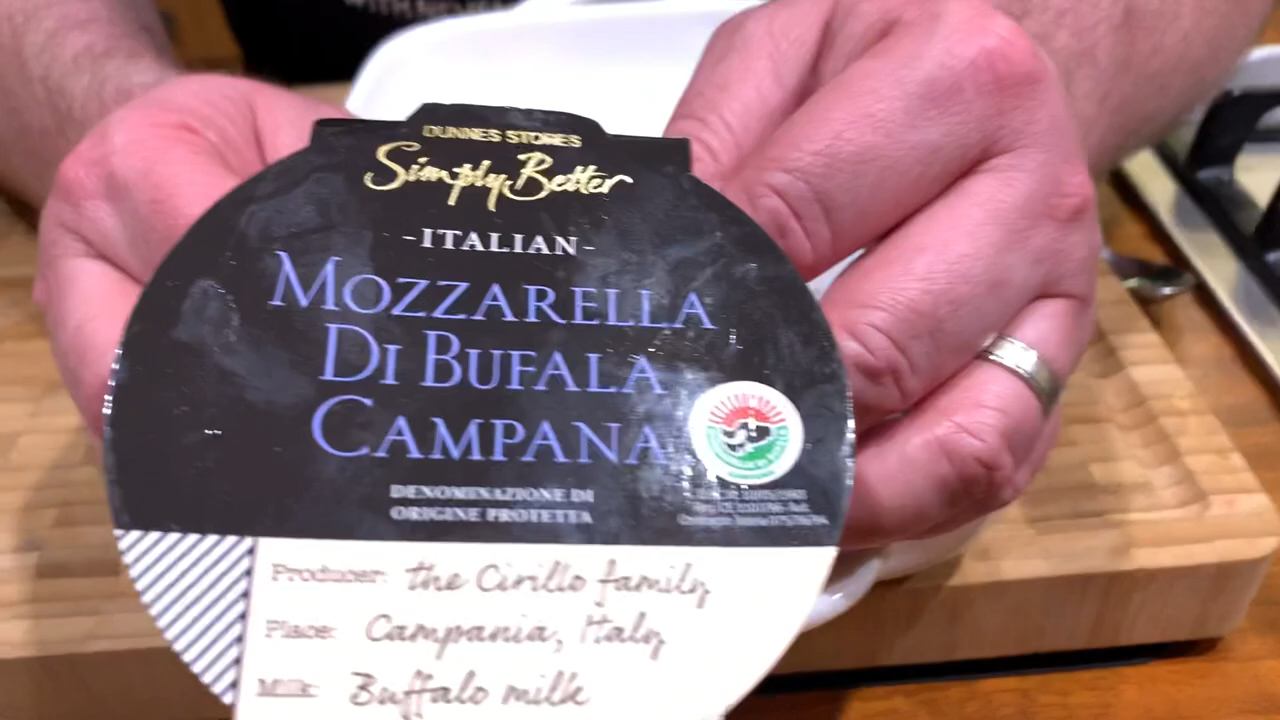 DUNNES STORES
Simply Better
-ITALIAN-
MOZZARELLA
DI BUFALA
CAMPANA
DENOMINAZIONE DI
ORIGINE PROTETTA
Producer: the Cirillo family
Place: Campania, Italy
Milk: Buffalo milk